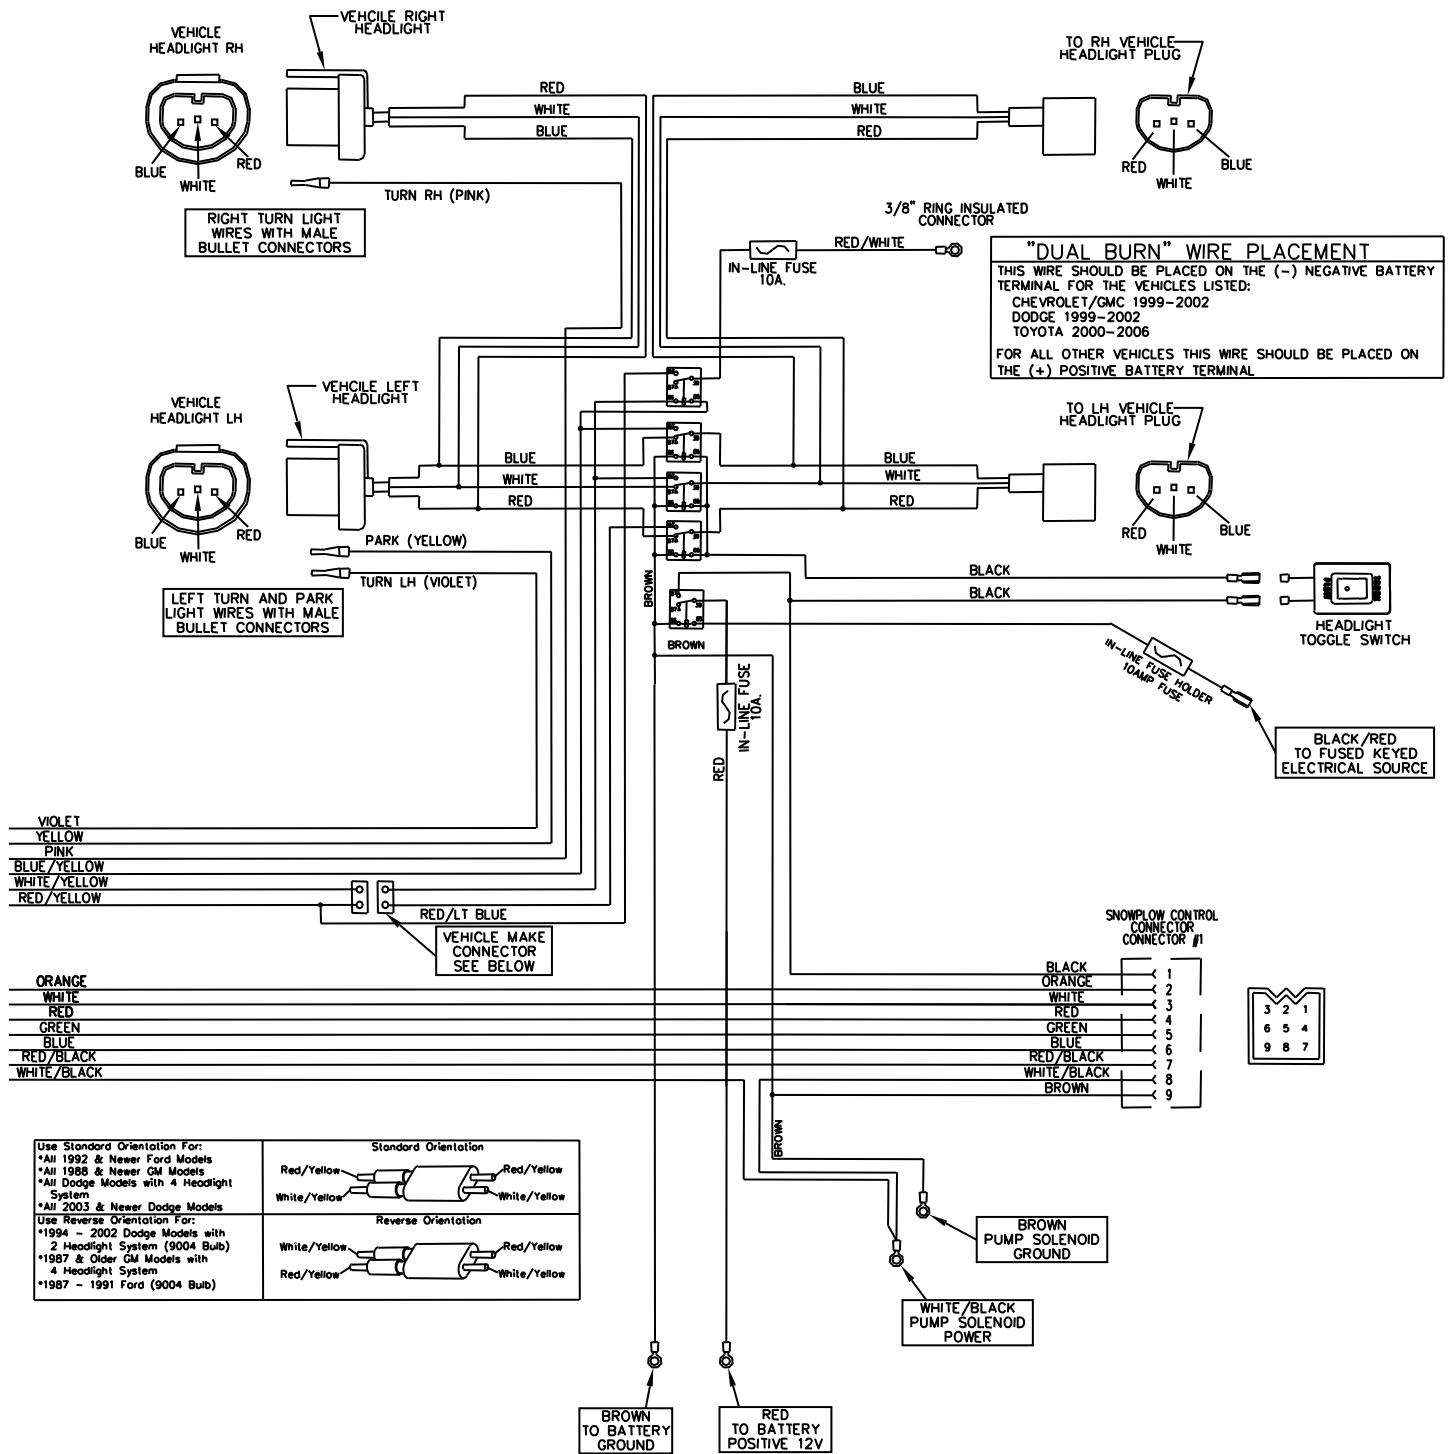 VEHICLE
HEADLIGHT RH
VEHCILE RIGHT
HEADLIGHT
BLUE
WHITE
RED
RED
WHITE
BLUE
TURN RH (PINK)
RIGHT TURN LIGHT
WIRES WITH MALE
BULLET CONNECTORS
BLUE
WHITE
RED
TO RH VEHICLE
HEADLIGHT PLUG
RED
WHITE
BLUE
3/8" RING INSULATED
CONNECTOR
RED/WHITE
IN-LINE FUSE
10A.
"DUAL BURN" WIRE PLACEMENT
THIS WIRE SHOULD BE PLACED ON THE (-) NEGATIVE BATTERY
TERMINAL FOR THE VEHICLES LISTED:
CHEVROLET/GMC 1999-2002
DODGE 1999-2002
TOYOTA 2000-2006
FOR ALL OTHER VEHICLES THIS WIRE SHOULD BE PLACED ON
THE (+) POSITIVE BATTERY TERMINAL
VEHICLE
HEADLIGHT LH
VEHCILE LEFT
HEADLIGHT
BLUE
WHITE
RED
BLUE
WHITE
RED
PARK (YELLOW)
TURN LH (VIOLET)
LEFT TURN AND PARK
LIGHT WIRES WITH MALE
BULLET CONNECTORS
BLUE
WHITE
RED
TO LH VEHICLE
HEADLIGHT PLUG
RED
WHITE
BLUE
BLACK
BLACK
HEADLIGHT
TOGGLE SWITCH
BROWN
BROWN
IN-LINE FUSE
10A.
RED
IN-LINE FUSE HOLDER
10AMP FUSE
BLACK/RED
TO FUSED KEYED
ELECTRICAL SOURCE
VIOLET
YELLOW
PINK
BLUE/YELLOW
WHITE/YELLOW
RED/YELLOW
RED/LT BLUE
VEHICLE MAKE
CONNECTOR
SEE BELOW
SNOWPLOW CONTROL
CONNECTOR
CONNECTOR #1
ORANGE
WHITE
RED
GREEN
BLUE
RED/BLACK
WHITE/BLACK
BLACK 1
ORANGE 2
WHITE 3
RED 4
GREEN 5
BLUE 6
RED/BLACK 7
WHITE/BLACK 8
BROWN 9
3 2 1
6 5 4
9 8 7
Use Standard Orientation For:
*All 1992 & Newer Ford Models
*All 1988 & Newer GM Models
*All Dodge Models with 4 Headlight
System
*All 2003 & Newer Dodge Models
Standard Orientation
Red/Yellow
White/Yellow
Red/Yellow
White/Yellow
Use Reverse Orientation For:
*1994 - 2002 Dodge Models with
2 Headlight System (9004 Bulb)
*1987 & Older GM Models with
4 Headlight System
*1987 - 1991 Ford (9004 Bulb)
Reverse Orientation
White/Yellow
Red/Yellow
Red/Yellow
White/Yellow
BROWN
BROWN
PUMP SOLENOID
GROUND
WHITE/BLACK
PUMP SOLENOID
POWER
BROWN
TO BATTERY
GROUND
RED
TO BATTERY
POSITIVE 12V